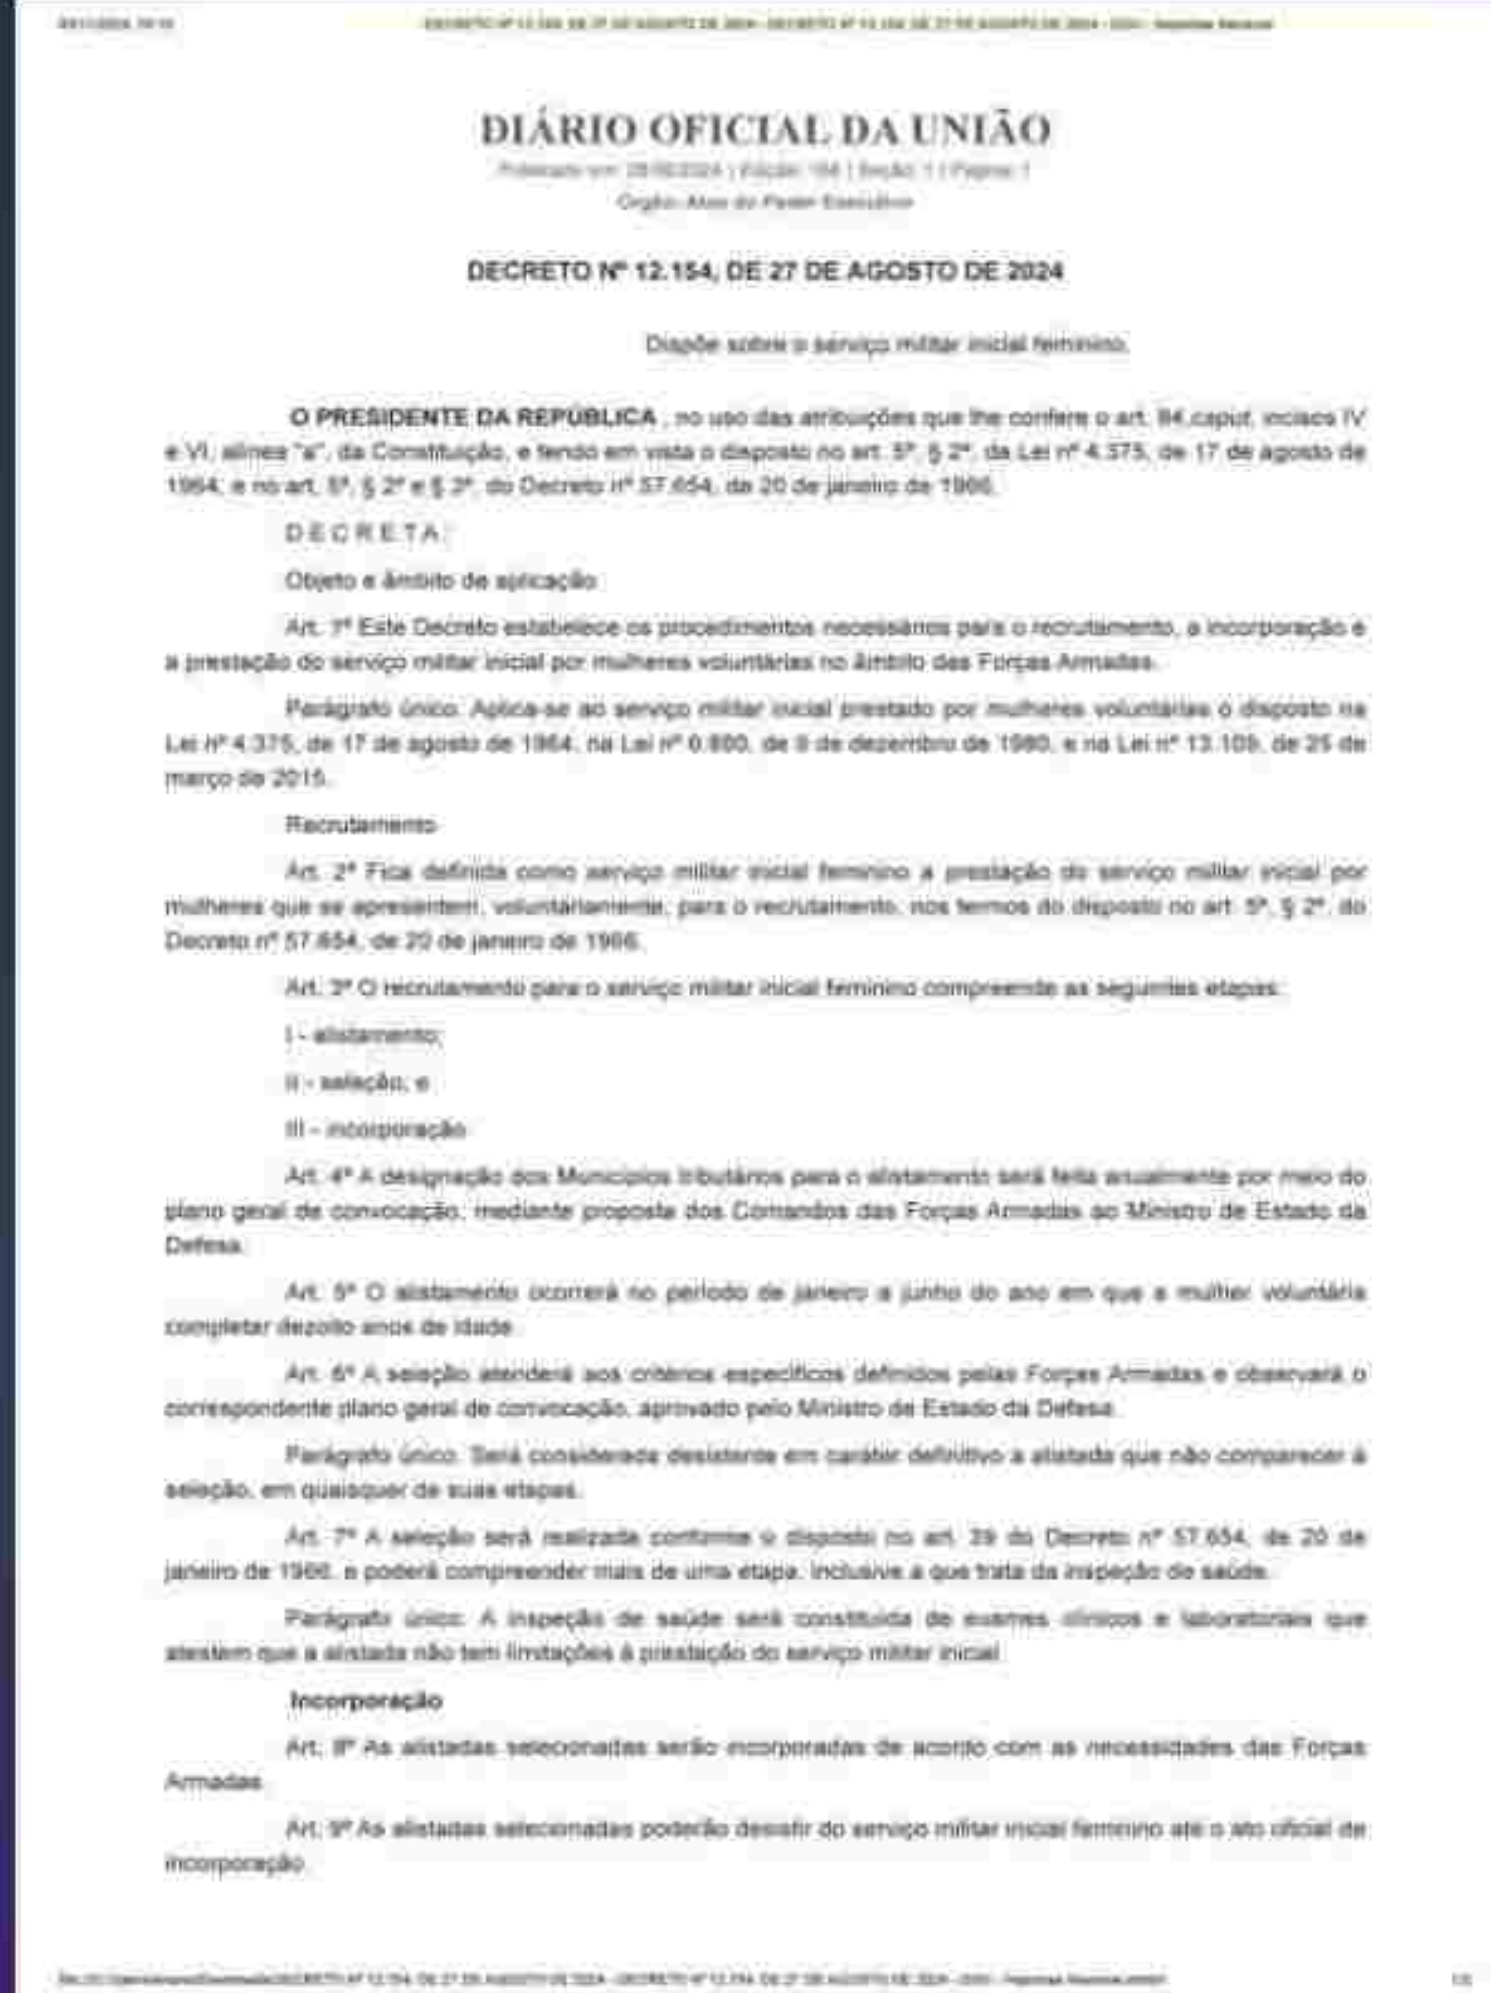 DIÁRIO OFICIAL DA UNIÃO
Órgão: Atos do Poder Executivo
DECRETO Nº 12.154, DE 27 DE AGOSTO DE 2024
Dispõe sobre o serviço militar inicial feminino.
O PRESIDENTE DA REPÚBLICA , no uso das atribuições que lhe confere o art. 84, caput, incisos IV
e VI, alínea "a", da Constituição, e tendo em vista o disposto no art. 5º, § 2º, da Lei nº 4.375, de 17 de agosto de
1964, e no art. 5º, § 2º e § 3º, do Decreto nº 57.654, de 20 de janeiro de 1966,
D E C R E T A :
Objeto e âmbito de aplicação
Art. 1º Este Decreto estabelece os procedimentos necessários para o recrutamento, a incorporação e
a prestação do serviço militar inicial por mulheres voluntárias no âmbito das Forças Armadas.
Parágrafo único. Aplica-se ao serviço militar inicial prestado por mulheres voluntárias o disposto na
Lei nº 4.375, de 17 de agosto de 1964, na Lei nº de dezembro de 1980, e na Lei nº 13.109, de 25 de
março de 2015.
Recrutamento
Art. 2º Fica definida como serviço militar inicial feminino a prestação do serviço militar inicial por
mulheres que se apresentem, voluntariamente, para o recrutamento, nos termos do disposto no art. 5º, § 2º, do
Decreto nº 57.654, de 20 de janeiro de 1966.
Art. 3º O recrutamento para o serviço militar inicial feminino compreende as seguintes etapas:
I - alistamento;
II - seleção; e
III - incorporação.
Art. 4º A designação dos Municípios tributários para o alistamento será feita anualmente por meio do
plano geral de convocação, mediante proposta dos Comandos das Forças Armadas ao Ministro de Estado da
Defesa.
Art. 5º O alistamento ocorrerá no período de janeiro a junho do ano em que a mulher voluntária
completar dezoito anos de idade.
Art. 6º A seleção atenderá aos critérios específicos definidos pelas Forças Armadas e observará o
correspondente plano geral de convocação, aprovado pelo Ministro de Estado da Defesa.
Parágrafo único. Será considerada desistente em caráter definitivo a alistada que não comparecer à
seleção, em quaisquer de suas etapas.
Art. 7º A seleção será realizada conforme o disposto no art. 39 do Decreto nº 57.654, de 20 de
janeiro de 1966, e poderá compreender mais de uma etapa, inclusive a que trata da inspeção de saúde.
Parágrafo único. A inspeção de saúde será constituída de exames clínicos e laboratoriais que
atestem que a alistada não tem limitações à prestação do serviço militar inicial.
Incorporação
Art. 8º As alistadas selecionadas serão incorporadas de acordo com as necessidades das Forças
Armadas.
Art. 9º As alistadas selecionadas poderão desistir do serviço militar inicial feminino até o ato oficial de
incorporação.